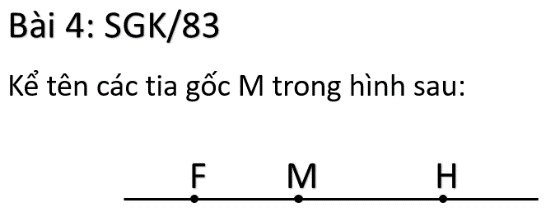 Bài 4: SGK/83
Kể tên các tia gốc M trong hình sau:
F M H